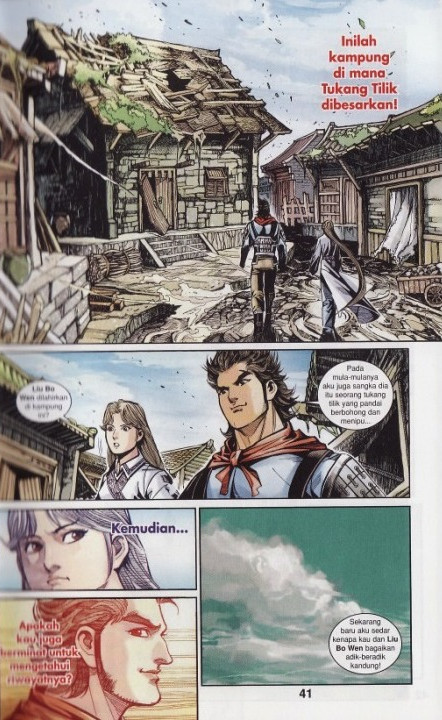 Inilah
kampung
di mana
Tukang Tilik
dibesarkan!
Liu Bo
Wen dilahirkan
di kampung
ini?
Pada
mula-mulanya
aku juga sangka dia
itu seorang tukang
tilik yang pandai
berbohong dan
menipu...
Kemudian...
Apakah
kau juga
berminat untuk
mengetahui
riwayatnya?
Sekarang
baru aku sedar
kenapa kau dan Liu
Bo Wen bagaikan
adik-beradik
kandung!
41